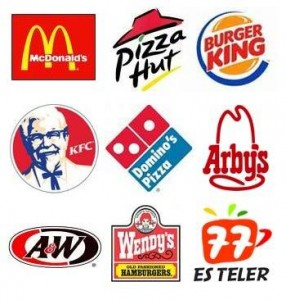 McDonald's
Pizza
Hut
BURGER
KING
KFC
Domino's
Pizza
Arby's
A&W
WENDY'S
OLD FASHIONED
HAMBURGERS.
77
ES TELER